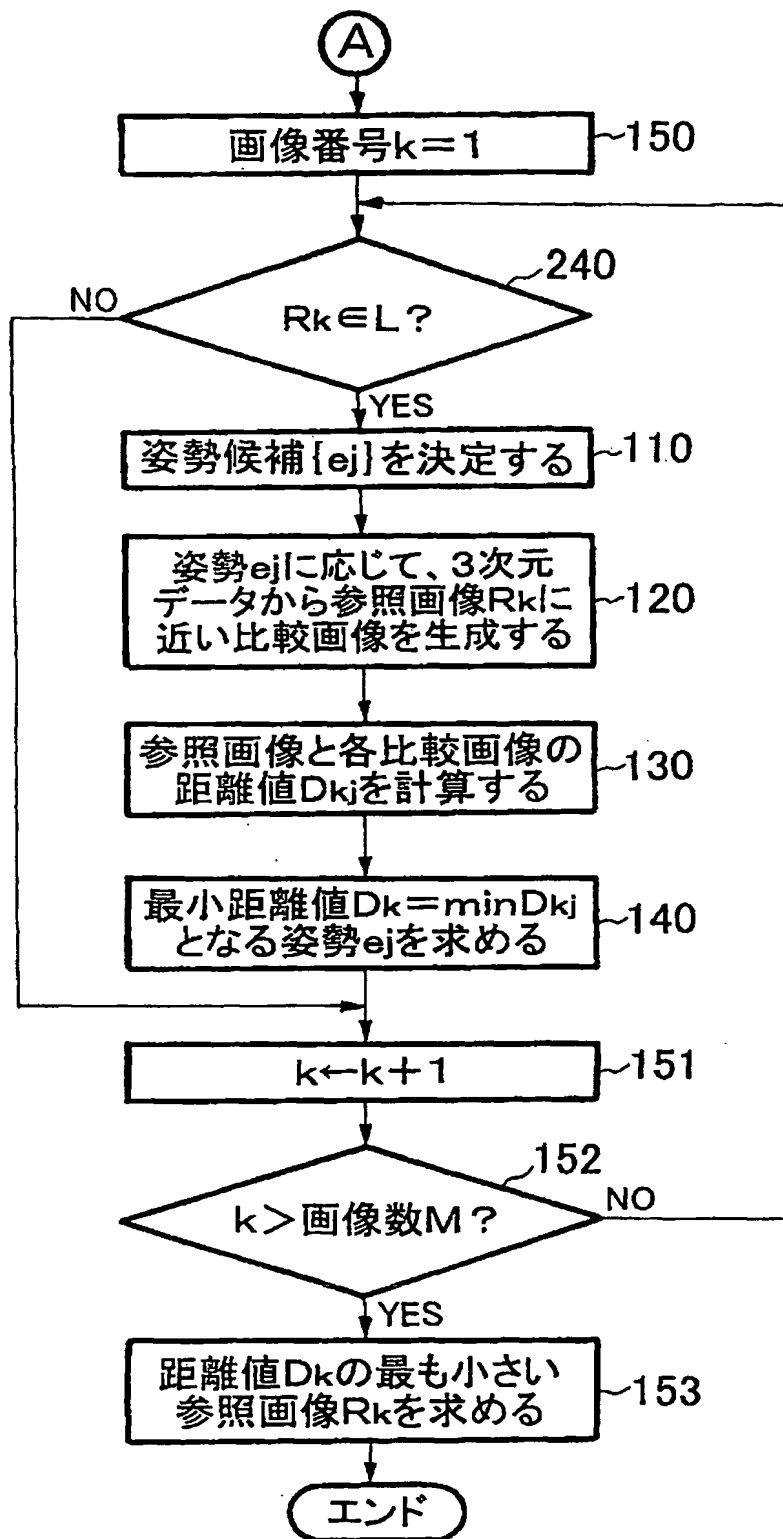 A
画像番号k=1
150
240
NO
Rk∈L?
YES
姿勢候補{ej}を決定する
110
姿勢ejに応じて、3次元
データから参照画像Rkに
近い比較画像を生成する
120
参照画像と各比較画像の
距離値Dkjを計算する
130
最小距離値Dk=minDkj
となる姿勢ejを求める
140
k←k+1
151
152
k>画像数M?
NO
YES
距離値Dkの最も小さい
参照画像Rkを求める
153
エンド